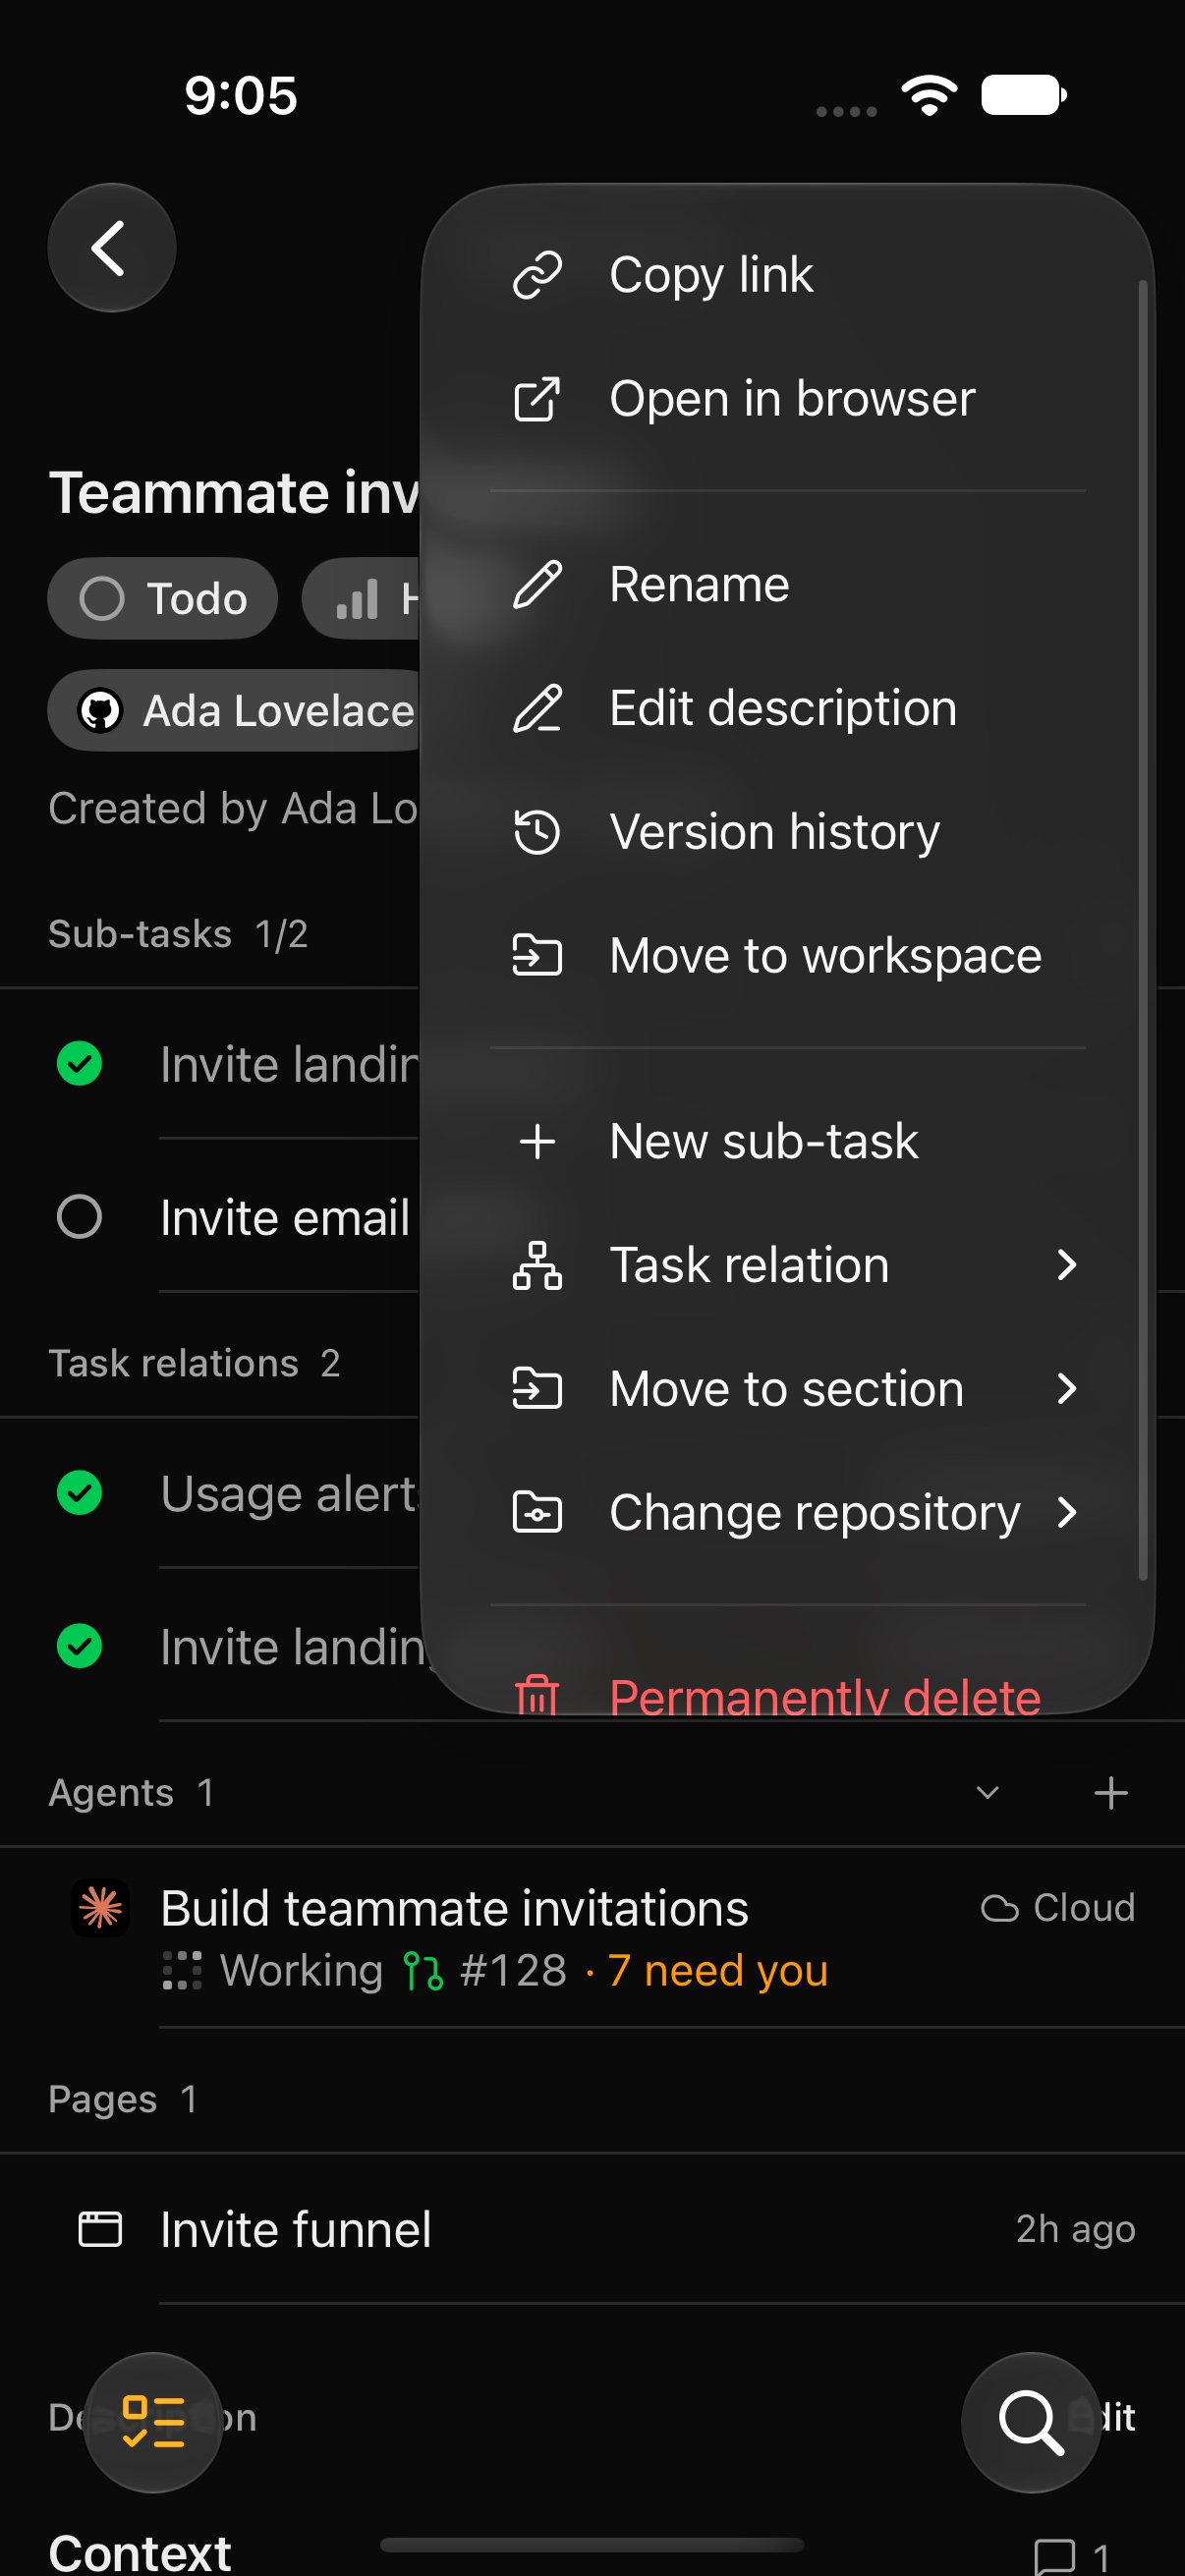 9:05
Copy link
Open in browser
Teammate inv
Rename
Todo
Edit description
Ada Lovelace
Created by Ada Lo
Version history
Sub-tasks 1/2
Move to workspace
Invite landin
New sub-task
Invite email
Task relation
Task relations 2
Move to section
Usage alert
Change repository
Invite landin
Permanently delete
Agents 1
Build teammate invitations
Cloud
Working #128 · 7 need you
Pages 1
Invite funnel
2h ago
Context
1